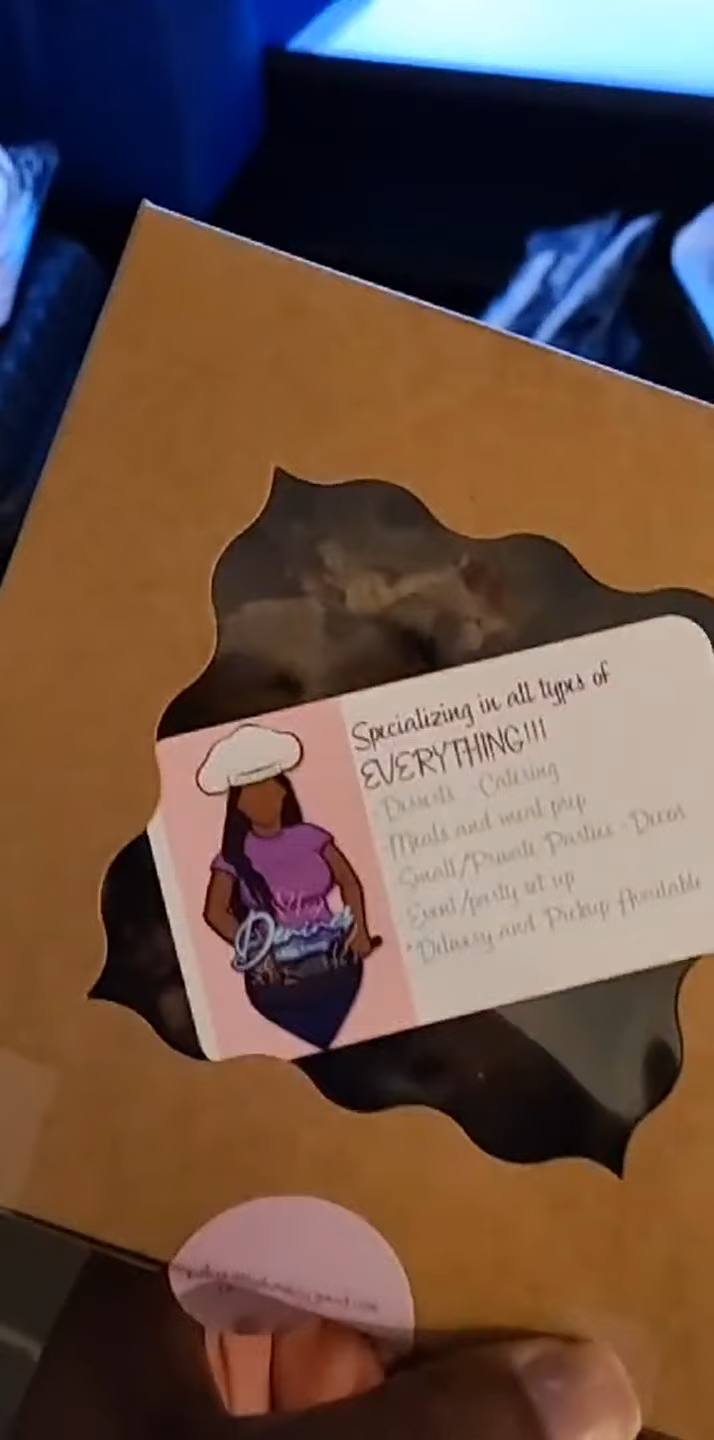 Specializing in all types of
EVERYTHING!!!
Desserts - Catering
Meals and meal prep
Small/Private Parties - Decor
Event/party set up
*Delivery and Pickup Available